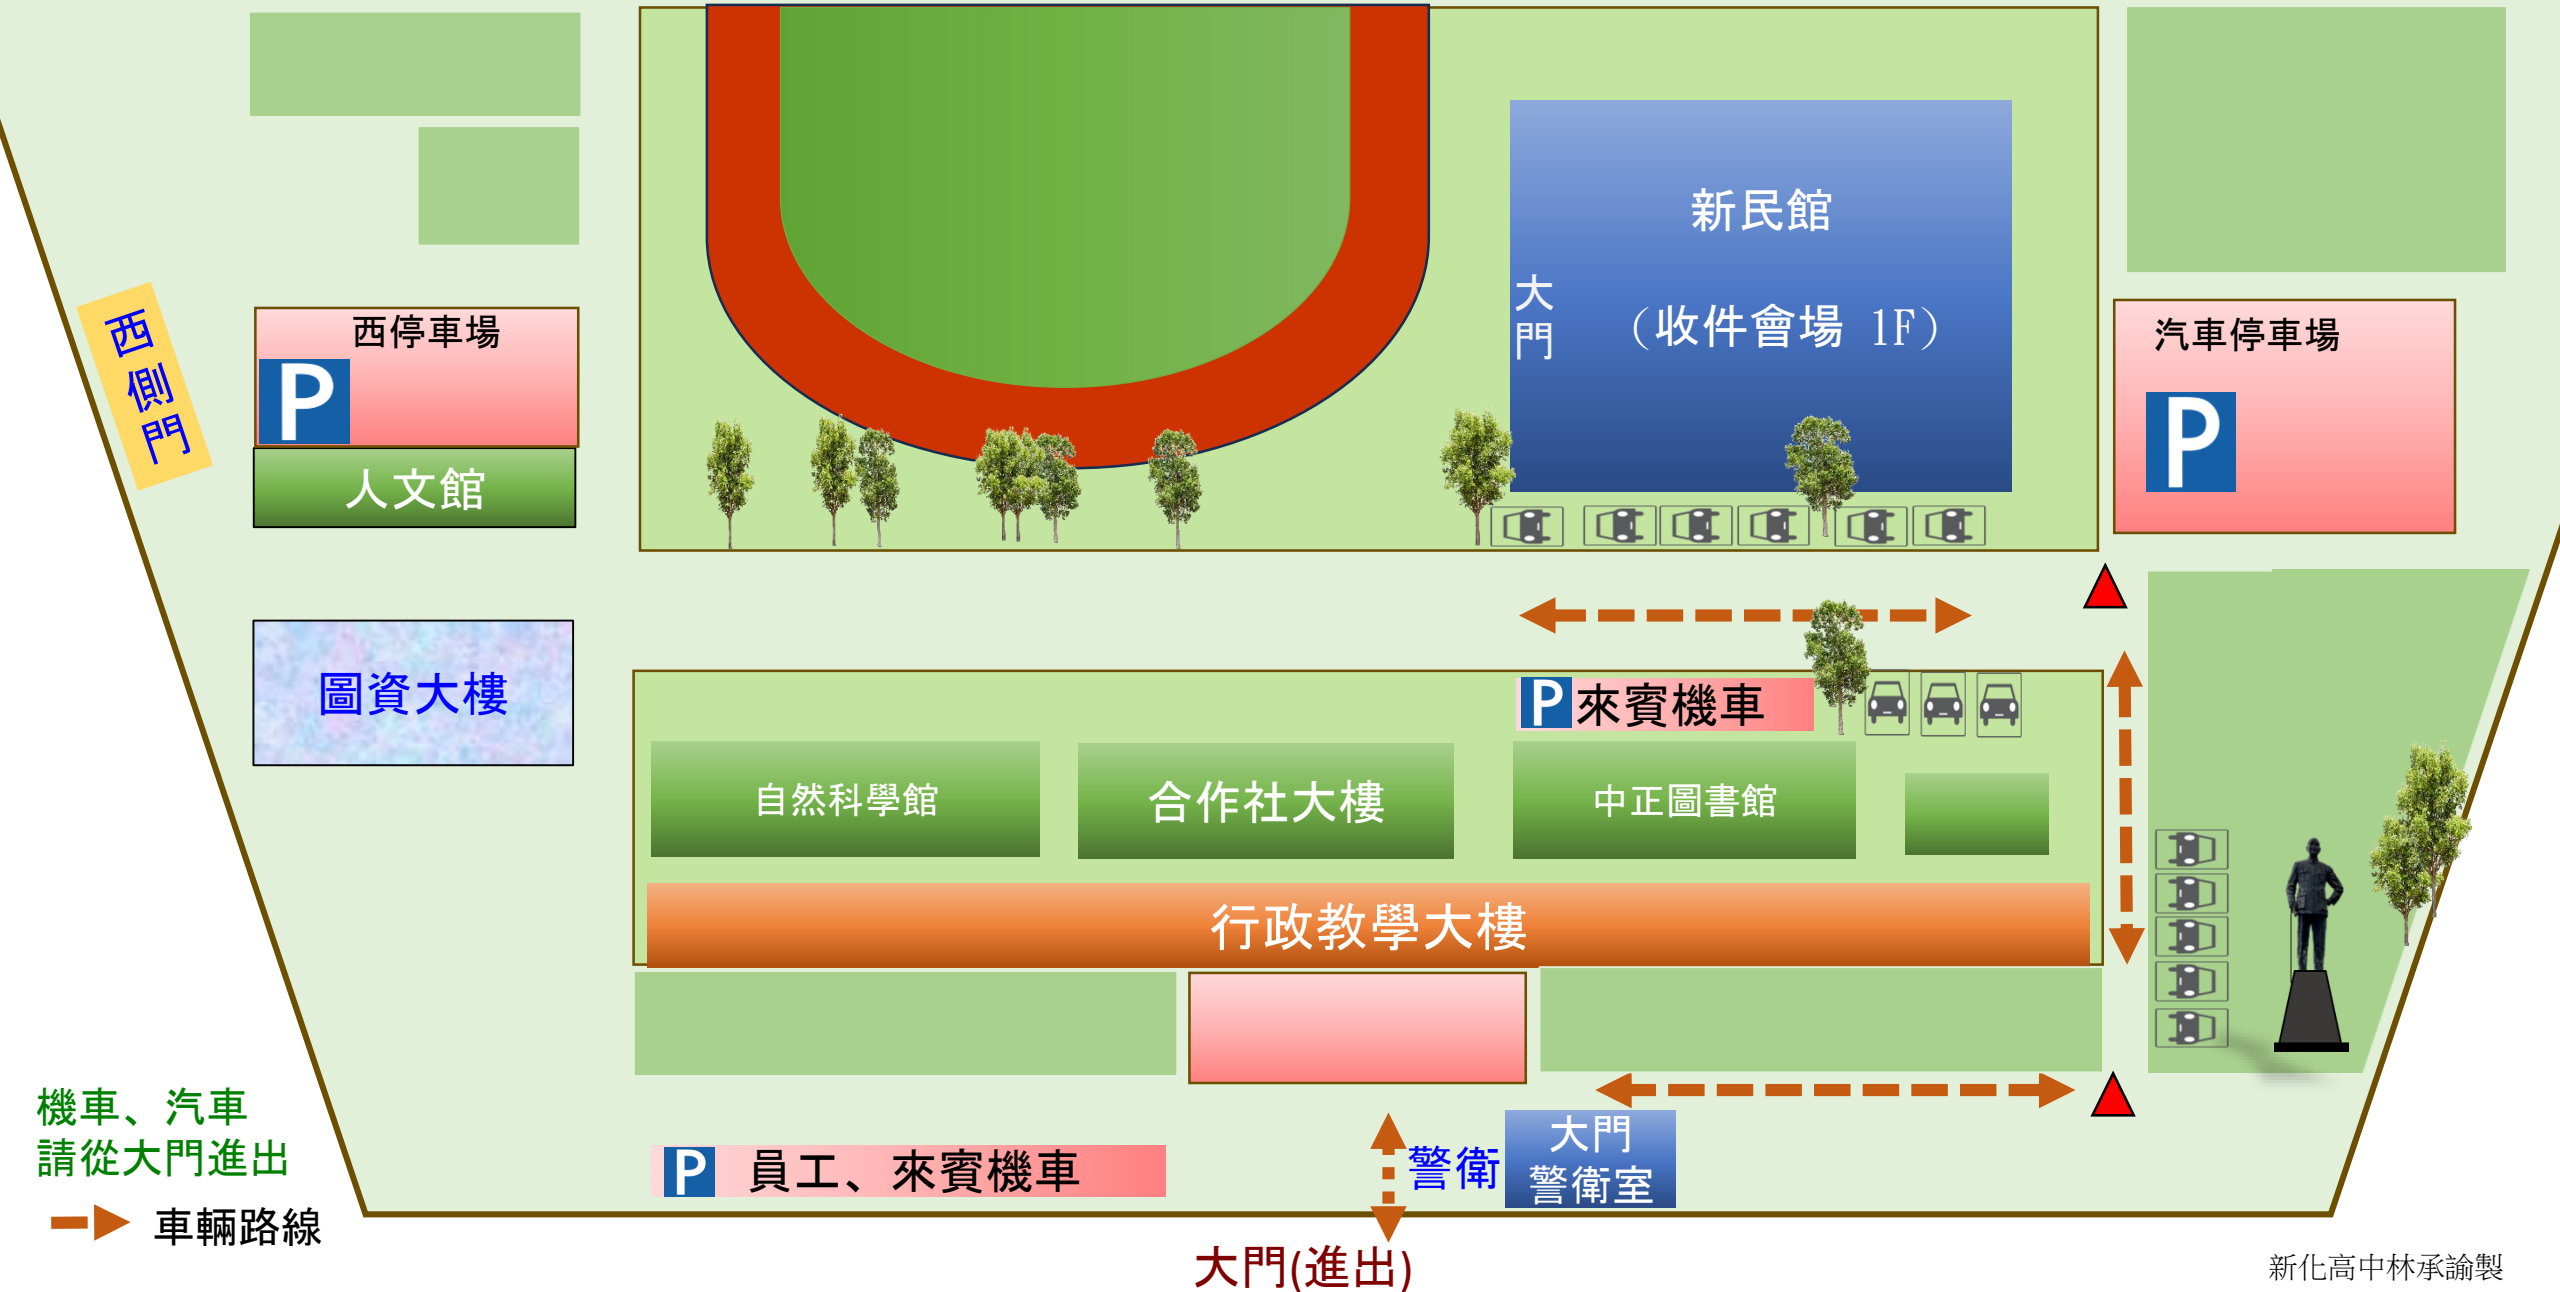 新民館
大門
（收件會場 1F）
西側門
西停車場
P
人文館
汽車停車場
P
圖資大樓
P
來賓機車
自然科學館
合作社大樓
中正圖書館
行政教學大樓
機車、汽車
請從大門進出
車輛路線
P
員工、來賓機車
警衛
大門
警衛室
大門(進出)
新化高中林承諭製